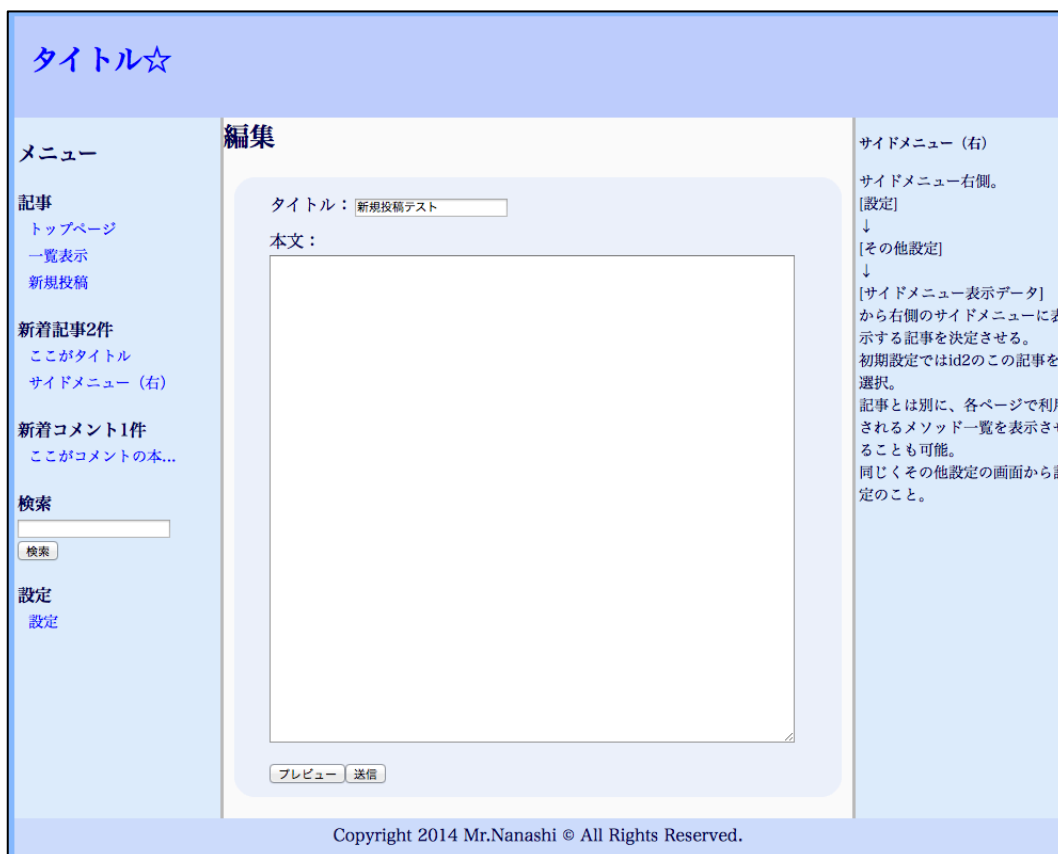 タイトル☆
メニュー
記事
トップページ
一覧表示
新規投稿
新着記事2件
ここがタイトル
サイドメニュー（右）
新着コメント1件
ここがコメントの本...
検索
検索
設定
設定
編集
タイトル：新規投稿テスト
本文：
プレビュー 送信
サイドメニュー（右）
サイドメニュー右側。
[設定]
↓
[その他設定]
↓
[サイドメニュー表示データ]
から右側のサイドメニューに表
示する記事を決定させる。
初期設定ではid2のこの記事を
選択。
記事とは別に、各ページで利用
されるメソッド一覧を表示させ
ることも可能。
同じくその他設定の画面から設
定のこと。
Copyright 2014 Mr.Nanashi © All Rights Reserved.